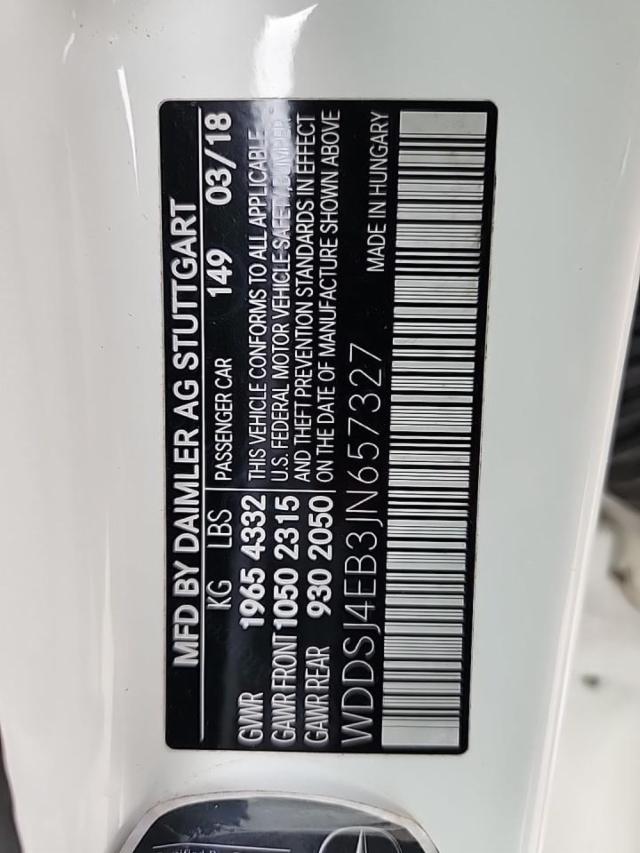 MFD BY DAIMLER AG STUTTGART
KG LBS PASSENGER CAR 149 03/18
GVWR 1965 4332 THIS VEHICLE CONFORMS TO ALL APPLICABLE
GAWR FRONT 1050 2315 U.S. FEDERAL MOTOR VEHICLE SAFETY, BUMPER,
GAWR REAR 930 2050 AND THEFT PREVENTION STANDARDS IN EFFECT
ON THE DATE OF MANUFACTURE SHOWN ABOVE
WDDSJ4EB3JN657327 MADE IN HUNGARY